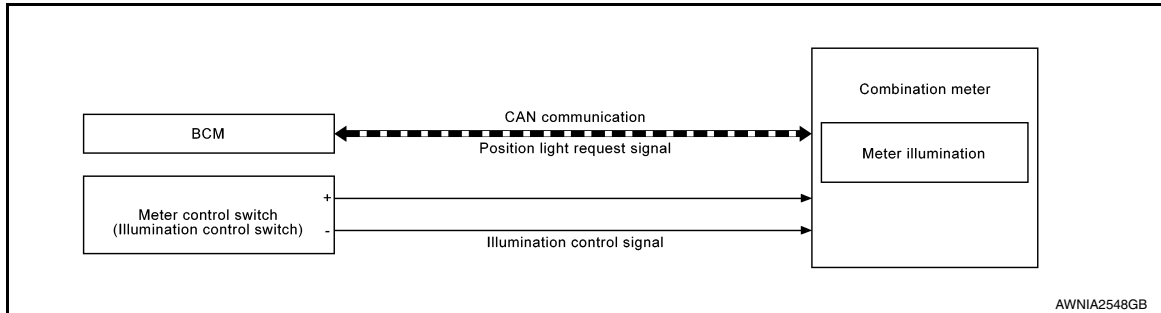 Combination meter
CAN communication
BCM
Position light request signal
Meter illumination
+
Meter control switch
(Illumination control switch)
-
Illumination control signal
AWNIA2548GB